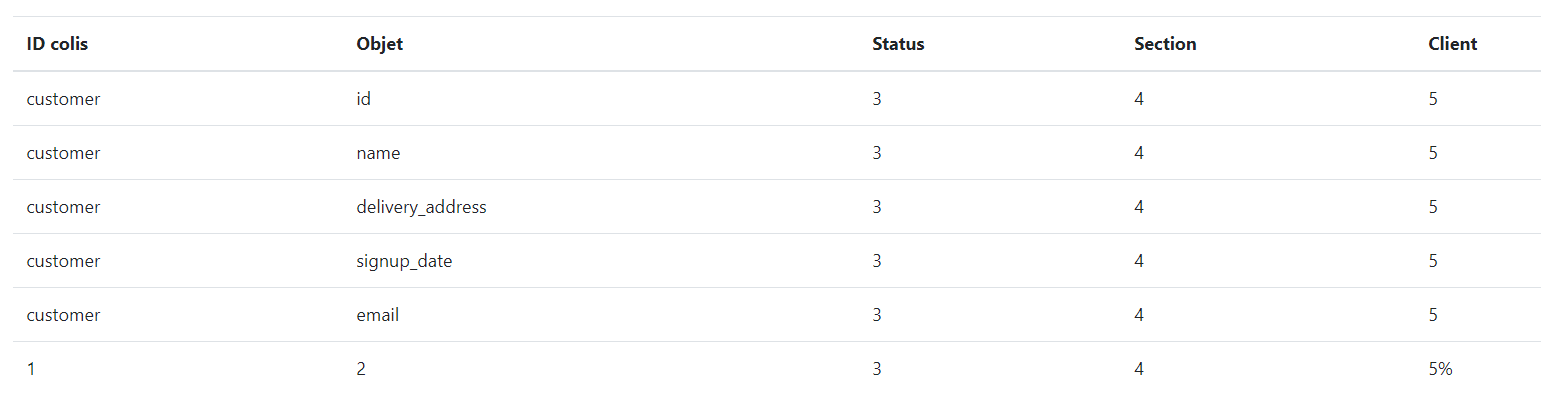 ID colis Objet Status Section Client
customer id 3 4 5
customer name 3 4 5
customer delivery_address 3 4 5
customer signup_date 3 4 5
customer email 3 4 5
1 2 3 4 5%